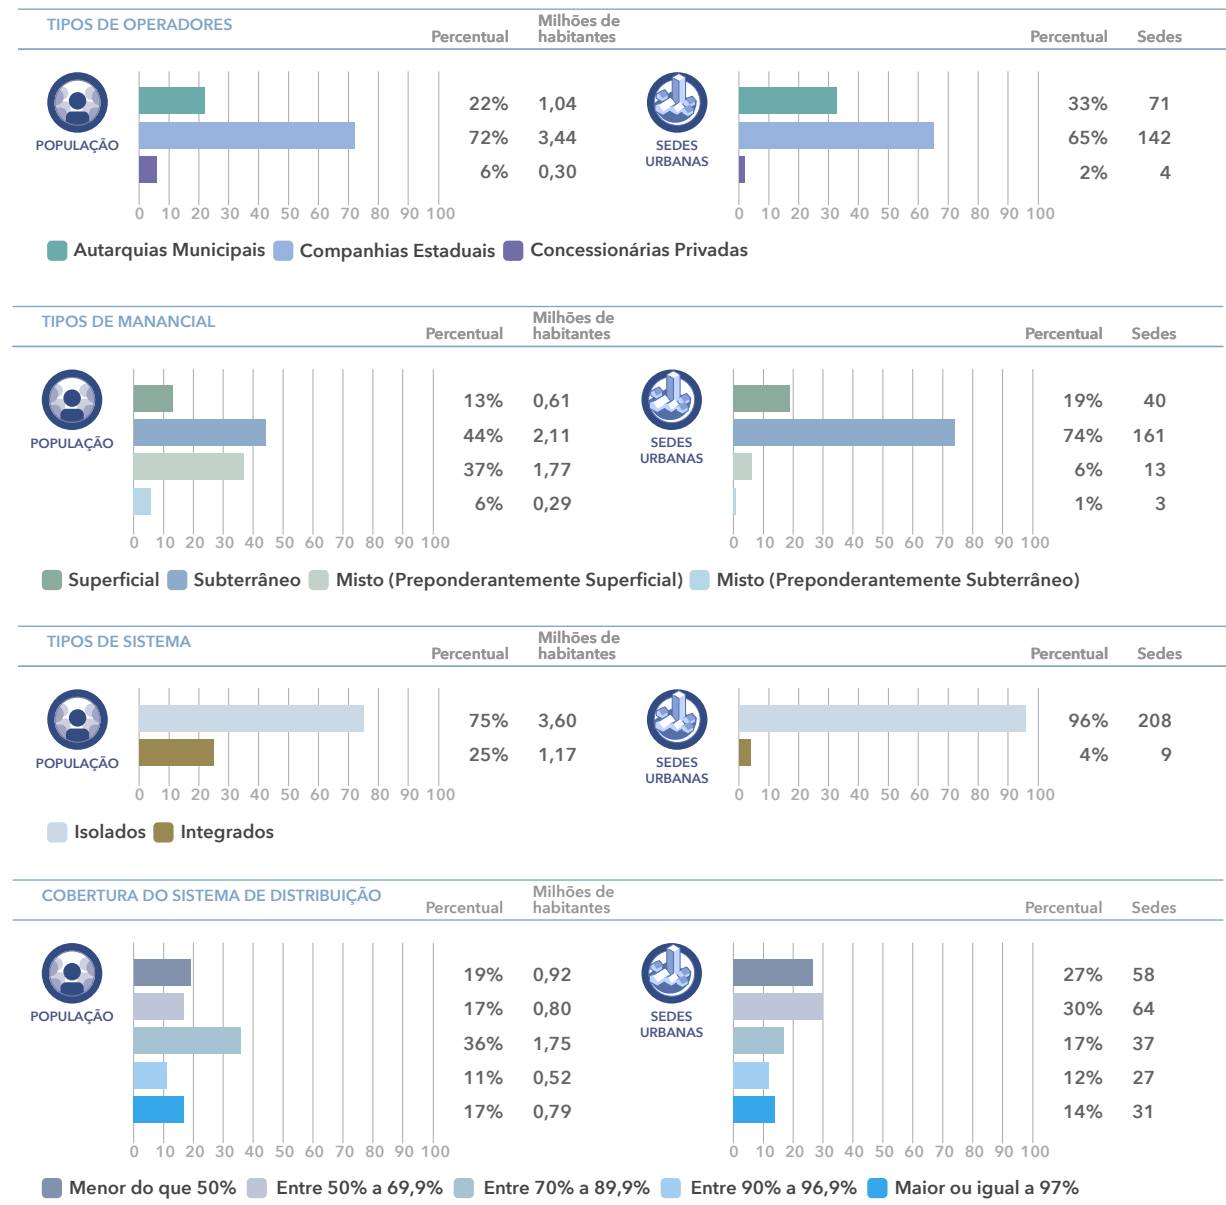 TIPOS DE OPERADORES
Percentual
Milhões de
habitantes
Percentual
Sedes
POPULAÇÃO
22% 1,04
72% 3,44
6% 0,30
0 10 20 30 40 50 60 70 80 90 100
SEDES
URBANAS
33% 71
65% 142
2% 4
0 10 20 30 40 50 60 70 80 90 100
Autarquias Municipais Companhias Estaduais Concessionárias Privadas
TIPOS DE MANANCIAL
Percentual
Milhões de
habitantes
Percentual
Sedes
POPULAÇÃO
13% 0,61
44% 2,11
37% 1,77
6% 0,29
0 10 20 30 40 50 60 70 80 90 100
SEDES
URBANAS
19% 40
74% 161
6% 13
1% 3
0 10 20 30 40 50 60 70 80 90 100
Superficial Subterrâneo Misto (Preponderantemente Superficial) Misto (Preponderantemente Subterrâneo)
TIPOS DE SISTEMA
Percentual
Milhões de
habitantes
Percentual
Sedes
POPULAÇÃO
75% 3,60
25% 1,17
0 10 20 30 40 50 60 70 80 90 100
SEDES
URBANAS
96% 208
4% 9
0 10 20 30 40 50 60 70 80 90 100
Isolados Integrados
COBERTURA DO SISTEMA DE DISTRIBUIÇÃO
Percentual
Milhões de
habitantes
Percentual
Sedes
POPULAÇÃO
19% 0,92
17% 0,80
36% 1,75
11% 0,52
17% 0,79
0 10 20 30 40 50 60 70 80 90 100
SEDES
URBANAS
27% 58
30% 64
17% 37
12% 27
14% 31
0 10 20 30 40 50 60 70 80 90 100
Menor do que 50% Entre 50% a 69,9% Entre 70% a 89,9% Entre 90% a 96,9% Maior ou igual a 97%